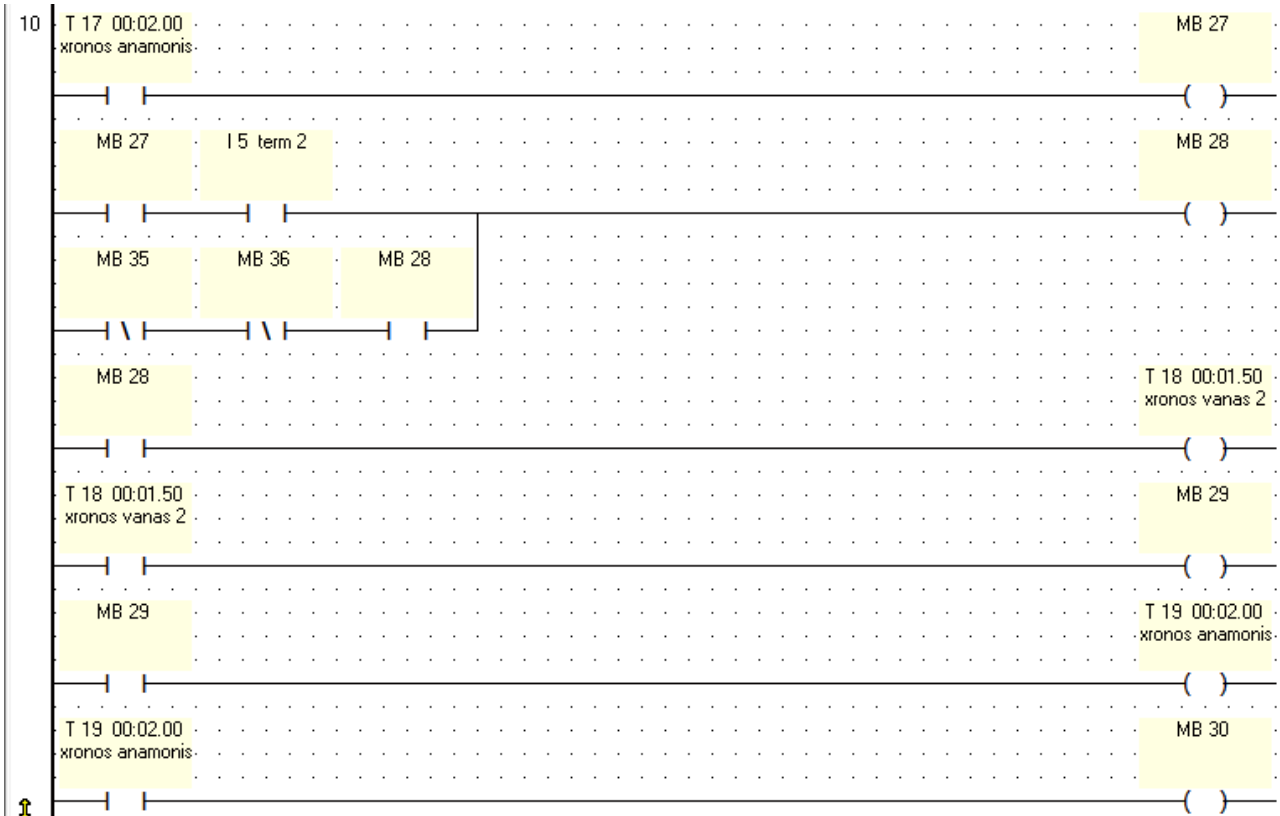 10
T 17 00:02.00
xronos anamonis
MB 27
MB 27
I 5 term 2
MB 28
MB 35
MB 36
MB 28
MB 28
T 18 00:01.50
xronos vanas 2
T 18 00:01.50
xronos vanas 2
MB 29
MB 29
T 19 00:02.00
xronos anamonis
T 19 00:02.00
xronos anamonis
MB 30